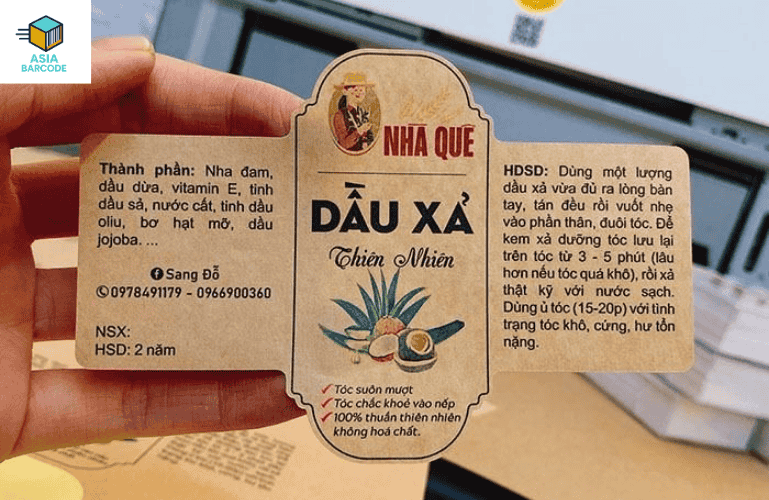 ASIA
BARCODE
NHÀ QUÊ
DẦU XẢ
Thiên Nhiên
✓Tóc suôn mượt
✓Tóc chắc khoẻ vào nếp
✓100% thuần thiên nhiên
không hoá chất.
Thành phần: Nha đam,
dầu dừa, vitamin E, tinh
dầu sả, nước cất, tinh dầu
oliu, bơ hạt mỡ, dầu
jojoba. ...
Sang Đỗ
0978491179 - 0966900360
NSX:
HSD: 2 năm
HDSD: Dùng một lượng
dầu xả vừa đủ ra lòng bàn
tay, tán đều rồi vuốt nhẹ
vào phần thân, đuôi tóc. Để
kem xả dưỡng tóc lưu lại
trên tóc từ 3 - 5 phút (lâu
hơn nếu tóc quá khô), rồi xả
thật kỹ với nước sạch.
Dùng ủ tóc (15-20p) với tình
trạng tóc khô, cứng, hư tổn
nặng.